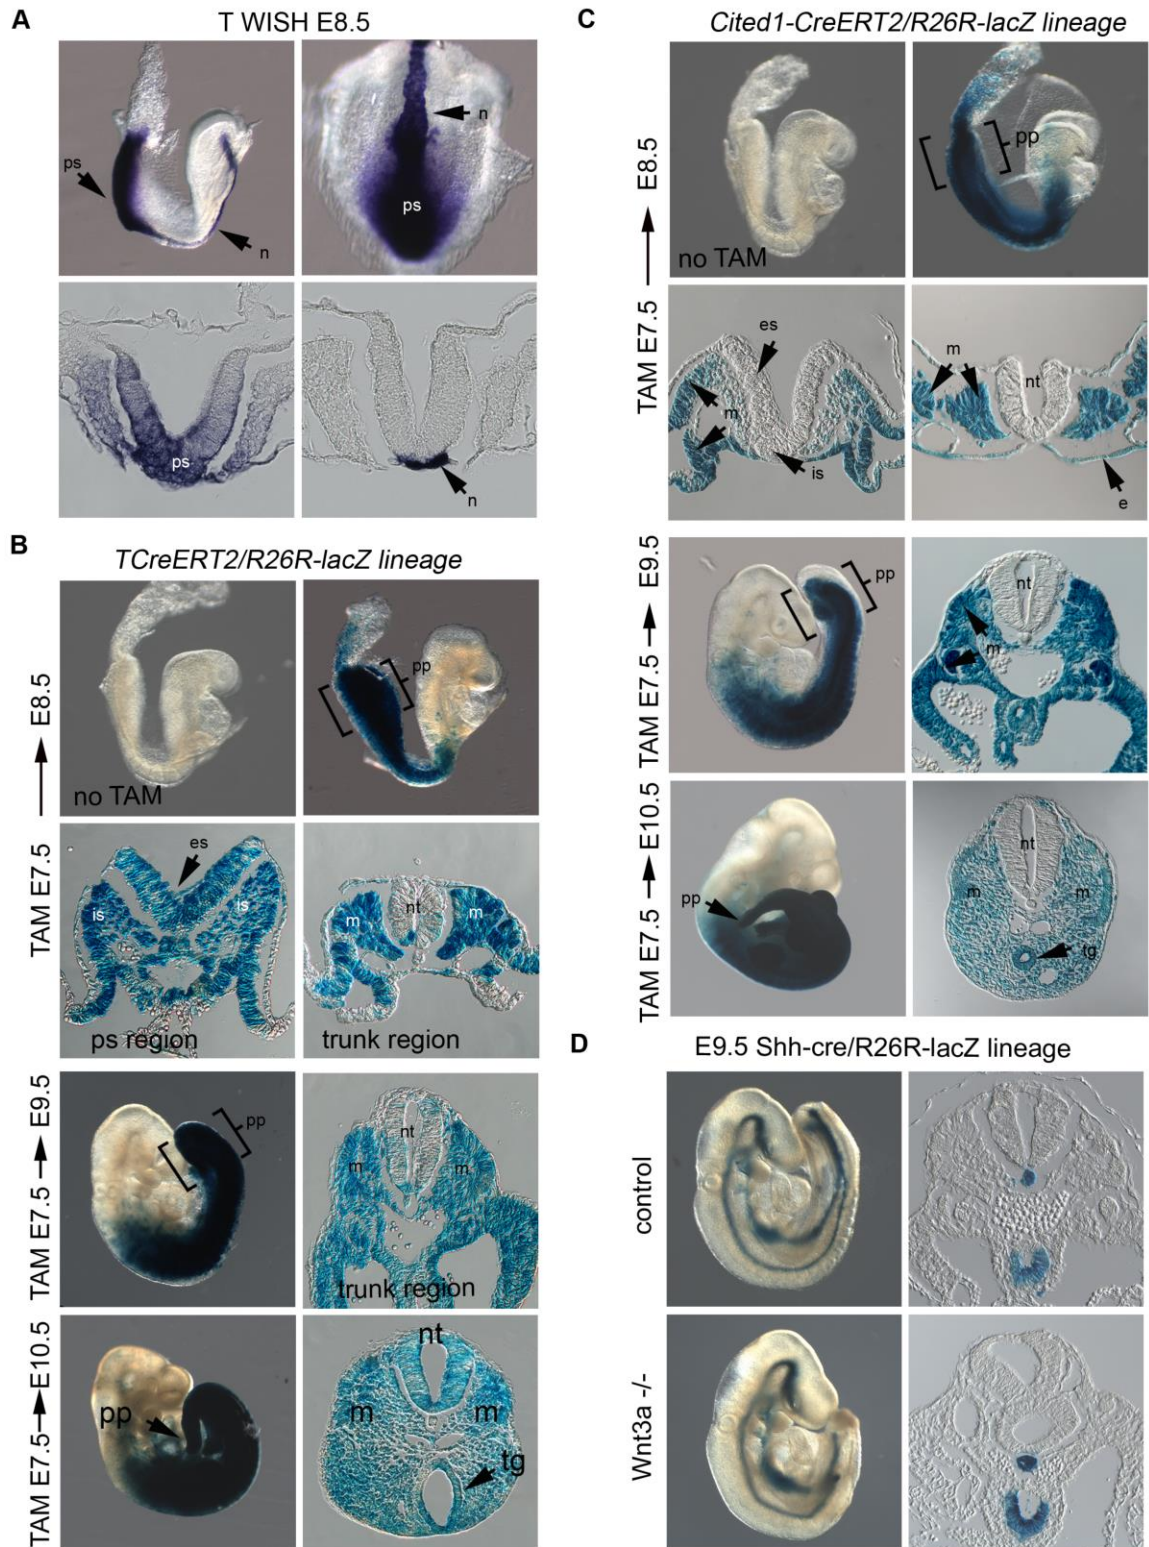 A
T WISH E8.5
ps
n
n
ps
ps
n
B
TCreERT2/R26R-lacZ lineage
TAM E7.5 → E8.5
no TAM
pp
es
is
is
ps region
m
nt
m
trunk region
TAM E7.5 → E9.5
pp
nt
m
m
trunk region
TAM E7.5 → E10.5
pp
nt
m
m
tg
C
Cited1-CreERT2/R26R-lacZ lineage
TAM E7.5 → E8.5
no TAM
pp
es
m
is
m
nt
e
TAM E7.5 → E9.5
pp
nt
m
TAM E7.5 → E10.5
pp
nt
m
m
tg
D
E9.5 Shh-cre/R26R-lacZ lineage
control
Wnt3a -/-